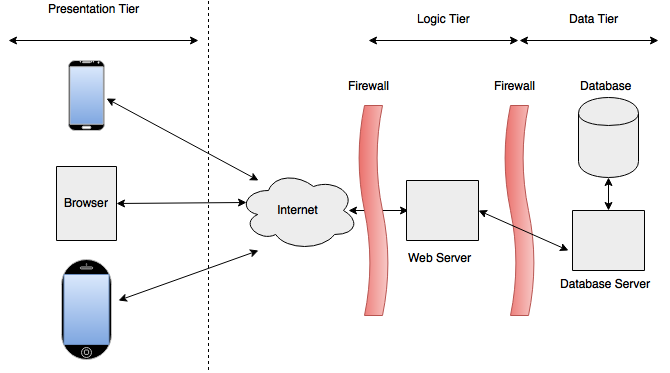 Presentation Tier
Logic Tier
Data Tier
Firewall
Firewall
Database
Browser
Internet
Web Server
Database Server